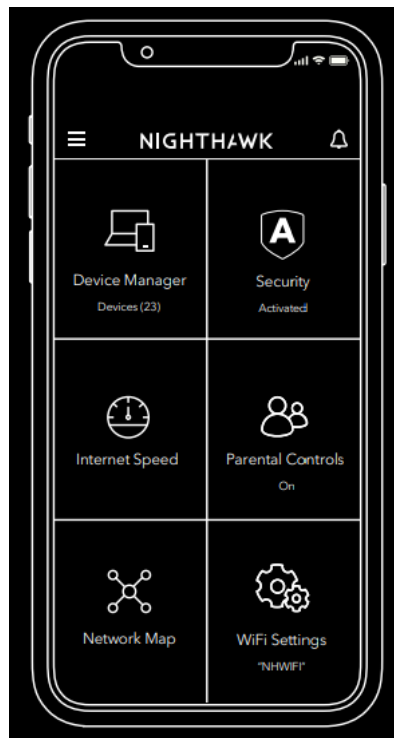 NIGHTHAWK
Device Manager
Devices (23)
A
Security
Activated
Internet Speed
Parental Controls
On
Network Map
WiFi Settings
"NHWIFI"